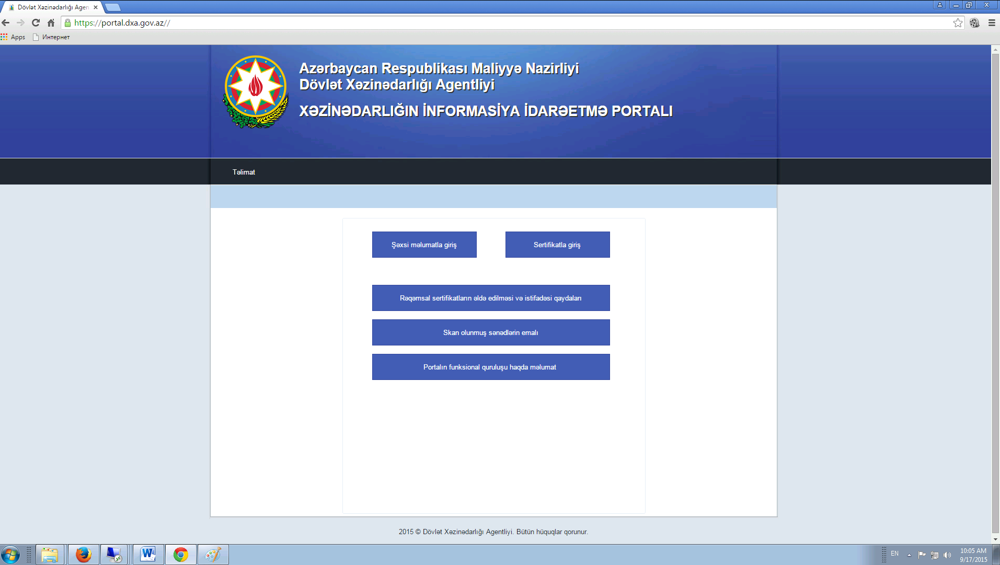 Dövlət Xəzinədarlığı Agen
https://portal.dxa.gov.az//
Apps
Интернет
Azərbaycan Respublikası Maliyyə Nazirliyi
Dövlət Xəzinədarlığı Agentliyi
XƏZİNƏDARLIĞIN İNFORMASİYA İDARƏETMƏ PORTALI
Təlimat
Şəxsi məlumatla giriş
Sertifikatla giriş
Rəqəmsal sertifikatların əldə edilməsi və istifadəsi qaydaları
Skan olunmuş sənədlərin emalı
Portalın funksional quruluşu haqda məlumat
2015 © Dövlət Xəzinədarlığı Agentliyi. Bütün hüquqlar qorunur.
EN
10:05 AM
9/17/2015